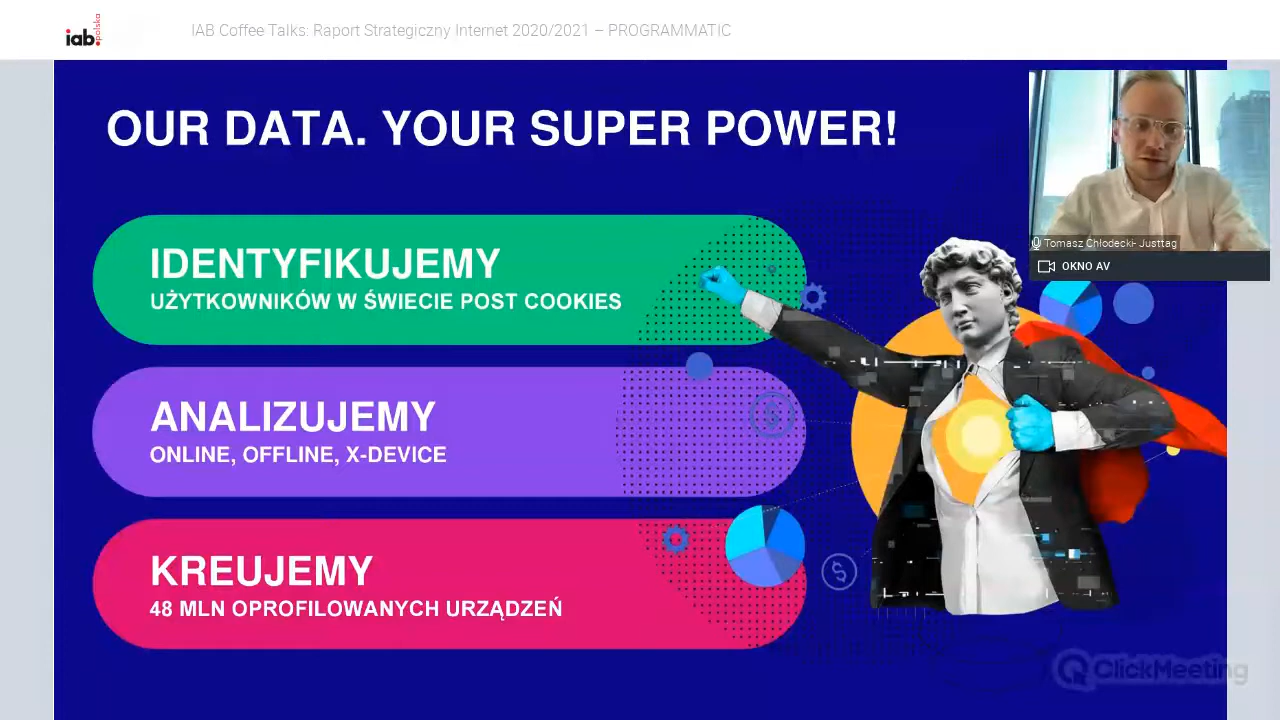 iab:
polska
IAB Coffee Talks: Raport Strategiczny Internet 2020/2021 – PROGRAMMATIC
OUR DATA. YOUR SUPER POWER!
IDENTYFIKUJEMY
UŻYTKOWNIKÓW W ŚWIECIE POST COOKIES
ANALIZUJEMY
ONLINE, OFFLINE, X-DEVICE
KREUJEMY
48 MLN OPROFILOWANYCH URZĄDZEŃ
Tomasz Chłodecki- Justtag
OKNO AV
ClickMeeting